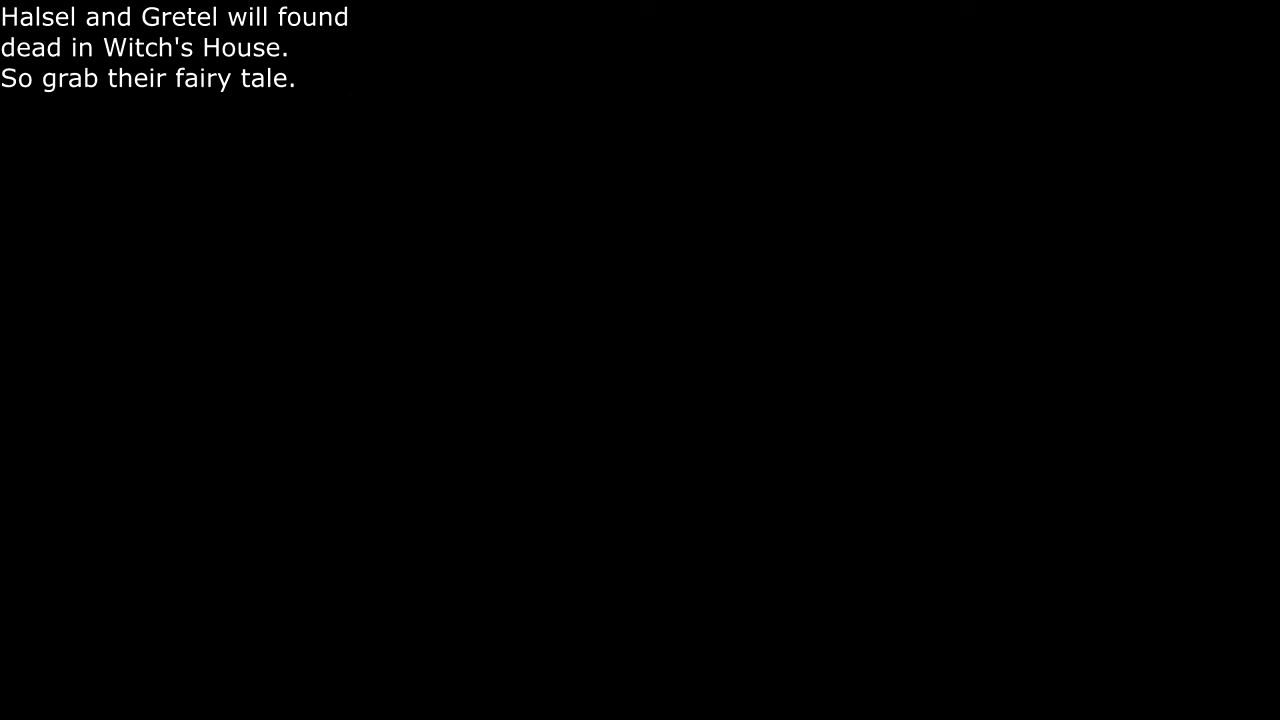 Halsel and Gretel will found
dead in Witch's House.
So grab their fairy tale.